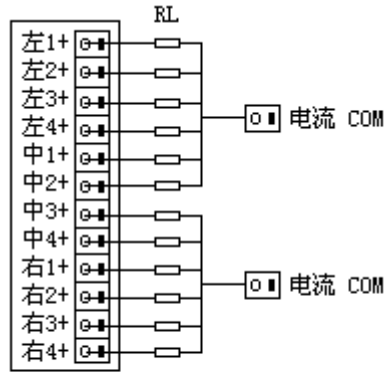 RL
左1+
左2+
左3+
左4+
电流 COM
中1+
中2+
中3+
中4+
右1+
右2+
电流 COM
右3+
右4+